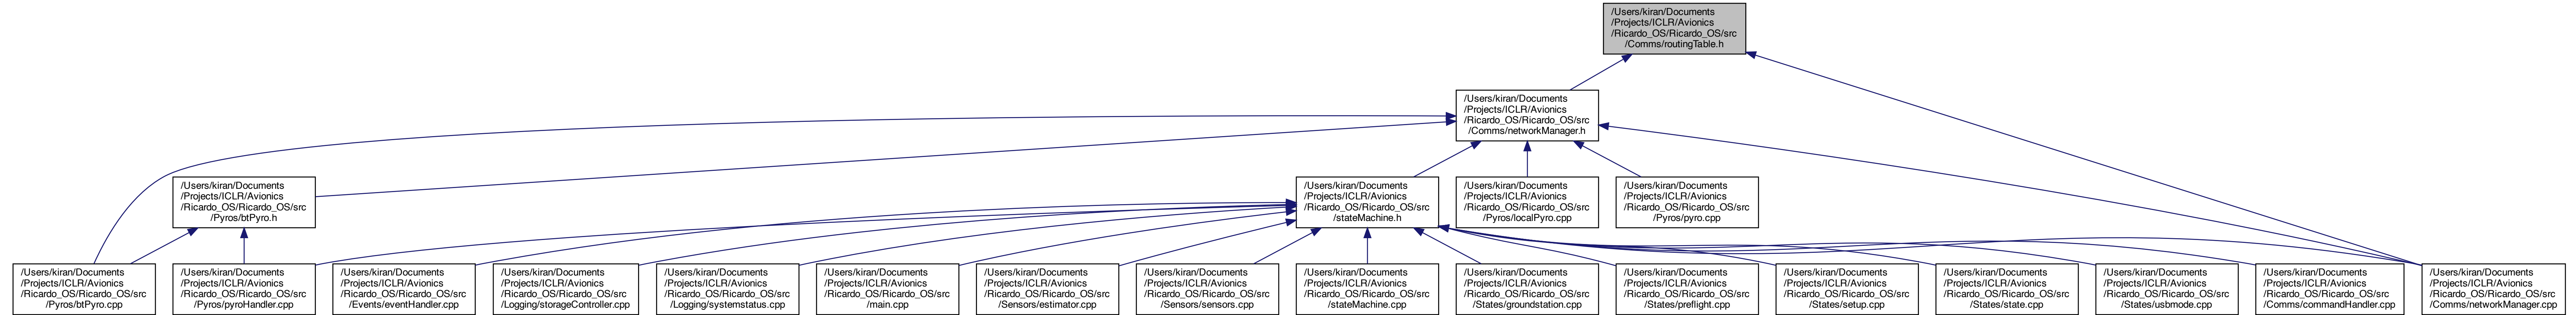 /Users/kiran/Documents
/Projects/ICLR/Avionics
/Ricardo_OS/Ricardo_OS/src
/Comms/routingTable.h
/Users/kiran/Documents
/Projects/ICLR/Avionics
/Ricardo_OS/Ricardo_OS/src
/Comms/networkManager.h
/Users/kiran/Documents
/Projects/ICLR/Avionics
/Ricardo_OS/Ricardo_OS/src
/Pyros/btPyro.h
/Users/kiran/Documents
/Projects/ICLR/Avionics
/Ricardo_OS/Ricardo_OS/src
/stateMachine.h
/Users/kiran/Documents
/Projects/ICLR/Avionics
/Ricardo_OS/Ricardo_OS/src
/Pyros/localPyro.cpp
/Users/kiran/Documents
/Projects/ICLR/Avionics
/Ricardo_OS/Ricardo_OS/src
/Pyros/pyro.cpp
/Users/kiran/Documents
/Projects/ICLR/Avionics
/Ricardo_OS/Ricardo_OS/src
/Pyros/btPyro.cpp
/Users/kiran/Documents
/Projects/ICLR/Avionics
/Ricardo_OS/Ricardo_OS/src
/Pyros/pyroHandler.cpp
/Users/kiran/Documents
/Projects/ICLR/Avionics
/Ricardo_OS/Ricardo_OS/src
/Events/eventHandler.cpp
/Users/kiran/Documents
/Projects/ICLR/Avionics
/Ricardo_OS/Ricardo_OS/src
/Logging/storageController.cpp
/Users/kiran/Documents
/Projects/ICLR/Avionics
/Ricardo_OS/Ricardo_OS/src
/Logging/systemstatus.cpp
/Users/kiran/Documents
/Projects/ICLR/Avionics
/Ricardo_OS/Ricardo_OS/src
/main.cpp
/Users/kiran/Documents
/Projects/ICLR/Avionics
/Ricardo_OS/Ricardo_OS/src
/Sensors/estimator.cpp
/Users/kiran/Documents
/Projects/ICLR/Avionics
/Ricardo_OS/Ricardo_OS/src
/Sensors/sensors.cpp
/Users/kiran/Documents
/Projects/ICLR/Avionics
/Ricardo_OS/Ricardo_OS/src
/stateMachine.cpp
/Users/kiran/Documents
/Projects/ICLR/Avionics
/Ricardo_OS/Ricardo_OS/src
/States/groundstation.cpp
/Users/kiran/Documents
/Projects/ICLR/Avionics
/Ricardo_OS/Ricardo_OS/src
/States/preflight.cpp
/Users/kiran/Documents
/Projects/ICLR/Avionics
/Ricardo_OS/Ricardo_OS/src
/States/setup.cpp
/Users/kiran/Documents
/Projects/ICLR/Avionics
/Ricardo_OS/Ricardo_OS/src
/States/state.cpp
/Users/kiran/Documents
/Projects/ICLR/Avionics
/Ricardo_OS/Ricardo_OS/src
/States/usbmode.cpp
/Users/kiran/Documents
/Projects/ICLR/Avionics
/Ricardo_OS/Ricardo_OS/src
/Comms/commandHandler.cpp
/Users/kiran/Documents
/Projects/ICLR/Avionics
/Ricardo_OS/Ricardo_OS/src
/Comms/networkManager.cpp